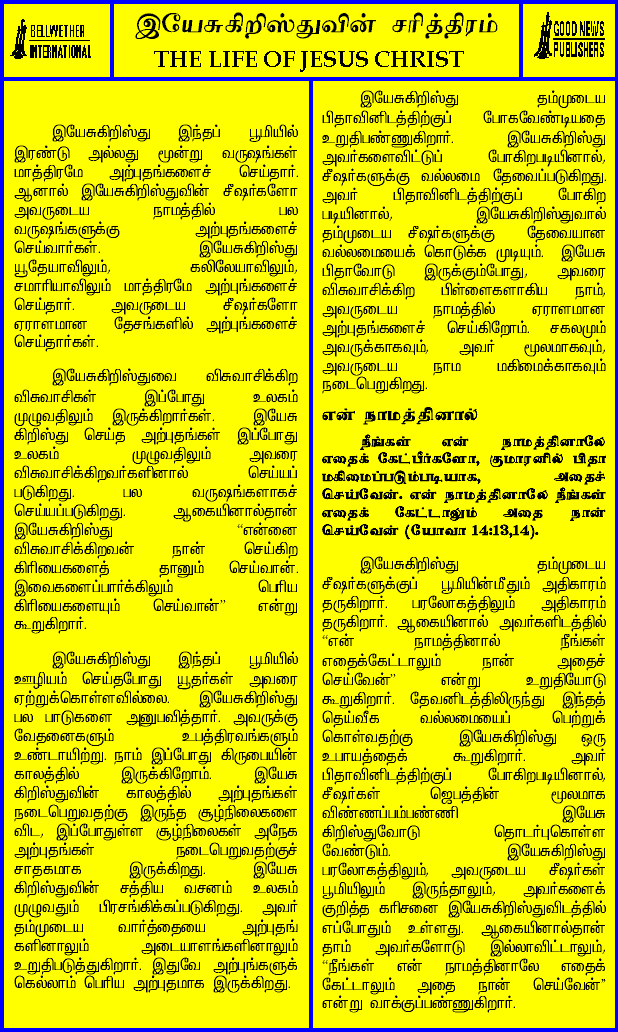 BELLWETHER
INTERNATIONAL
இயேசுகிறிஸ்துவின் சரித்திரம்
THE LIFE OF JESUS CHRIST
GOOD NEWS
PUBLISHERS
இயேசுகிறிஸ்து இந்தப் பூமியில்
இரண்டு அல்லது மூன்று வருஷங்கள்
மாத்திரமே அற்புதங்களைச் செய்தார்.
ஆனால் இயேசுகிறிஸ்துவின் சீஷர்களோ
அவருடைய நாமத்தில் பல
வருஷங்களுக்கு அற்புதங்களைச்
செய்வார்கள். இயேசுகிறிஸ்து
யூதேயாவிலும், கலிலேயாவிலும்,
சமாரியாவிலும் மாத்திரமே அற்புங்களைச்
செய்தார். அவருடைய சீஷர்களோ
ஏராளமான தேசங்களில் அற்புங்களைச்
செய்தார்கள்.
இயேசுகிறிஸ்துவை விசுவாசிக்கிற
விசுவாசிகள் இப்போது உலகம்
முழுவதிலும் இருக்கிறார்கள். இயேசு
கிறிஸ்து செய்த அற்புதங்கள் இப்போது
உலகம் முழுவதிலும் அவரை
விசுவாசிக்கிறவர்களினால் செய்யப்
படுகிறது. பல வருஷங்களாகச்
செய்யப்படுகிறது. ஆகையினால்தான்
இயேசுகிறிஸ்து “என்னை
விசுவாசிக்கிறவன் நான் செய்கிற
கிரியைகளைத் தானும் செய்வான்.
இவைகளைப்பார்க்கிலும் பெரிய
கிரியைகளையும் செய்வான்” என்று
கூறுகிறார்.
இயேசுகிறிஸ்து இந்தப் பூமியில்
ஊழியம் செய்தபோது யூதர்கள் அவரை
ஏற்றுக்கொள்ளவில்லை. இயேசுகிறிஸ்து
பல பாடுகளை அனுபவித்தார். அவருக்கு
வேதனைகளும் உபத்திரவங்களும்
உண்டாயிற்று. நாம் இப்போது கிருபையின்
காலத்தில் இருக்கிறோம். இயேசு
கிறிஸ்துவின் காலத்தில் அற்புதங்கள்
நடைபெறுவதற்கு இருந்த சூழ்நிலைகளை
விட, இப்போதுள்ள சூழ்நிலைகள் அநேக
அற்புதங்கள் நடைபெறுவதற்குச்
சாதகமாக இருக்கிறது. இயேசு
கிறிஸ்துவின் சத்திய வசனம் உலகம்
முழுவதும் பிரசங்கிக்கப்படுகிறது. அவர்
தம்முடைய வார்த்தையை அற்புதங்
களினாலும் அடையாளங்களினாலும்
உறுதிபடுத்துகிறார். இதுவே அற்புங்களுக்
கெல்லாம் பெரிய அற்புதமாக இருக்கிறது.
இயேசுகிறிஸ்து தம்முடைய
பிதாவினிடத்திற்குப் போகவேண்டியதை
உறுதிபண்ணுகிறார். இயேசுகிறிஸ்து
அவர்களைவிட்டுப் போகிறபடியினால்,
சீஷர்களுக்கு வல்லமை தேவைப்படுகிறது.
அவர் பிதாவினிடத்திற்குப் போகிற
படியினால், இயேசுகிறிஸ்துவால்
தம்முடைய சீஷர்களுக்கு தேவையான
வல்லமையைக் கொடுக்க முடியும். இயேசு
பிதாவோடு இருக்கும்போது, அவரை
விசுவாசிக்கிற பிள்ளைகளாகிய நாம்,
அவருடைய நாமத்தில் ஏராளமான
அற்புதங்களைச் செய்கிறோம். சகலமும்
அவருக்காகவும், அவர் மூலமாகவும்,
அவருடைய நாம மகிமைக்காகவும்
நடைபெறுகிறது.
என் நாமத்தினால்
நீங்கள் என் நாமத்தினாலே
எதைக் கேட்பீர்களோ, குமாரனில் பிதா
மகிமைப்படும்படியாக, அதைச்
செய்வேன். என் நாமத்தினாலே நீங்கள்
எதைக் கேட்டாலும் அதை நான்
செய்வேன் (யோவா 14:13,14).
இயேசுகிறிஸ்து தம்முடைய
சீஷர்களுக்குப் பூமியின்மீதும் அதிகாரம்
தருகிறார். பரலோகத்திலும் அதிகாரம்
தருகிறார். ஆகையினால் அவர்களிடத்தில்
“என் நாமத்தினால் நீங்கள்
எதைக்கேட்டாலும் நான் அதைச்
செய்வேன்” என்று உறுதியோடு
கூறுகிறார். தேவனிடத்திலிருந்து இந்தத்
தெய்வீக வல்லமையைப் பெற்றுக்
கொள்வதற்கு இயேசுகிறிஸ்து ஒரு
உபாயத்தைக் கூறுகிறார். அவர்
பிதாவினிடத்திற்குப் போகிறபடியினால்,
சீஷர்கள் ஜெபத்தின் மூலமாக
விண்ணப்பம்பண்ணி இயேசு
கிறிஸ்துவோடு தொடர்புகொள்ள
வேண்டும். இயேசுகிறிஸ்து
பரலோகத்திலும், அவருடைய சீஷர்கள்
பூமியிலும் இருந்தாலும், அவர்களைக்
குறித்த கரிசனை இயேசுகிறிஸ்துவிடத்தில்
எப்போதும் உள்ளது. ஆகையினால்தான்
தாம் அவர்களோடு இல்லாவிட்டாலும்,
“நீங்கள் என் நாமத்தினாலே எதைக்
கேட்டாலும் அதை நான் செய்வேன்”
என்று வாக்குப்பண்ணுகிறார்.